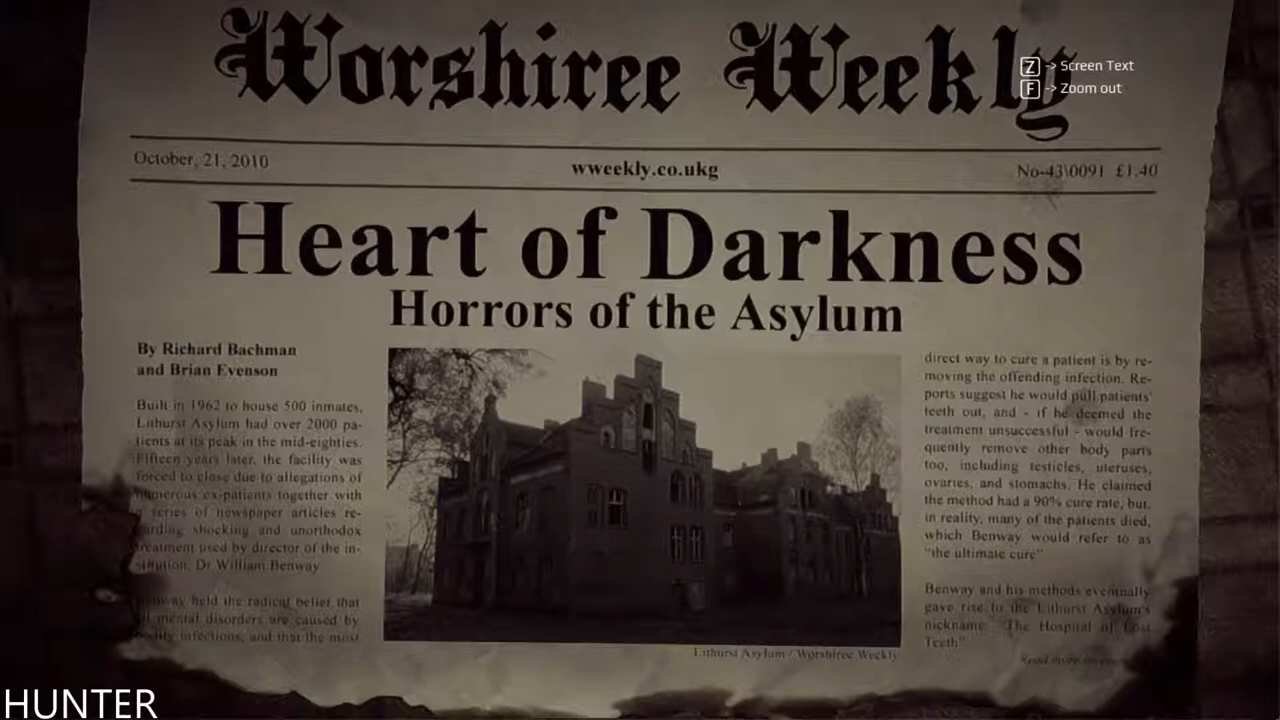 Worshiree Weekly
Z -> Screen Text
F -> Zoom out
October, 21, 2010
wweekly.co.ukg
No-43\0091 £1.40
Heart of Darkness
Horrors of the Asylum
By Richard Bachman
and Brian Evenson
Built in 1962 to house 500 inmates,
Lithurst Asylum had over 2000 pa-
tients at its peak in the mid-eighties.
Fifteen years later, the facility was
forced to close due to allegations of
numerous ex-patients together with
a series of newspaper articles re-
garding shocking and unorthodox
treatment used by director of the in-
stitution, Dr William Benway
Benway held the radical belief that
all mental disorders are caused by
bodily infections, and that the most
Lithurst Asylum / Worshiree Weekly
direct way to cure a patient is by re-
moving the offending infection. Re-
ports suggest he would pull patients'
teeth out, and - if he deemed the
treatment unsuccessful - would fre-
quently remove other body parts
too, including testicles, uteruses,
ovaries, and stomachs. He claimed
the method had a 90% cure rate, but,
in reality, many of the patients died,
which Benway would refer to as
"the ultimate cure"
Benway and his methods eventually
gave rise to the Lithurst Asylum's
nickname: "The Hospital of Lost
Teeth"
Read more
HUNTER